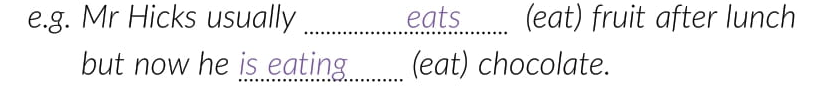 e.g. Mr Hicks usually ........... eats ........... (eat) fruit after lunch
but now he is eating ........... (eat) chocolate.